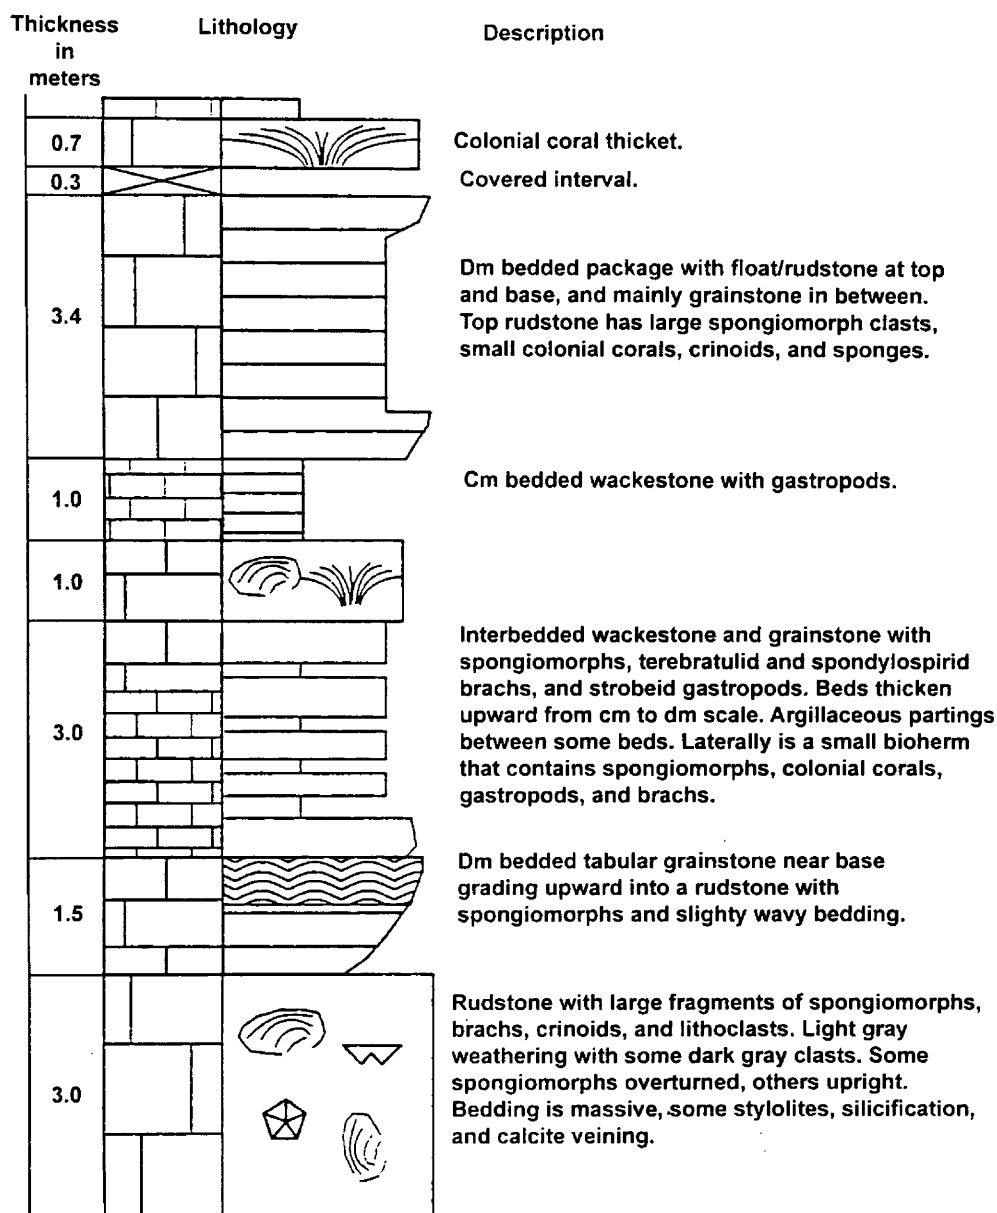 Thickness
in
meters
Lithology
Description
0.7
Colonial coral thicket.
0.3
Covered interval.
3.4
Dm bedded package with float/rudstone at top
and base, and mainly grainstone in between.
Top rudstone has large spongiomorph clasts,
small colonial corals, crinoids, and sponges.
1.0
Cm bedded wackestone with gastropods.
1.0
3.0
Interbedded wackestone and grainstone with
spongiomorphs, terebratulid and spondylospirid
brachs, and strobeid gastropods. Beds thicken
upward from cm to dm scale. Argillaceous partings
between some beds. Laterally is a small bioherm
that contains spongiomorphs, colonial corals,
gastropods, and brachs.
1.5
Dm bedded tabular grainstone near base
grading upward into a rudstone with
spongiomorphs and slighty wavy bedding.
3.0
Rudstone with large fragments of spongiomorphs,
brachs, crinoids, and lithoclasts. Light gray
weathering with some dark gray clasts. Some
spongiomorphs overturned, others upright.
Bedding is massive, some stylolites, silicification,
and calcite veining.